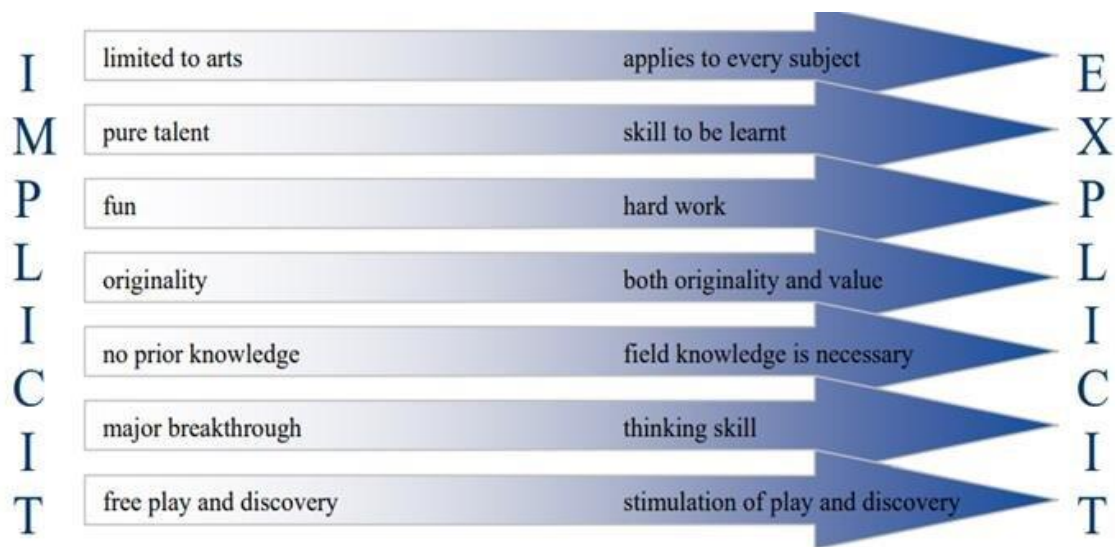 IMPLICIT
limited to arts applies to every subject
pure talent skill to be learnt
fun hard work
originality both originality and value
no prior knowledge field knowledge is necessary
major breakthrough thinking skill
free play and discovery stimulation of play and discovery
EXPLICIT